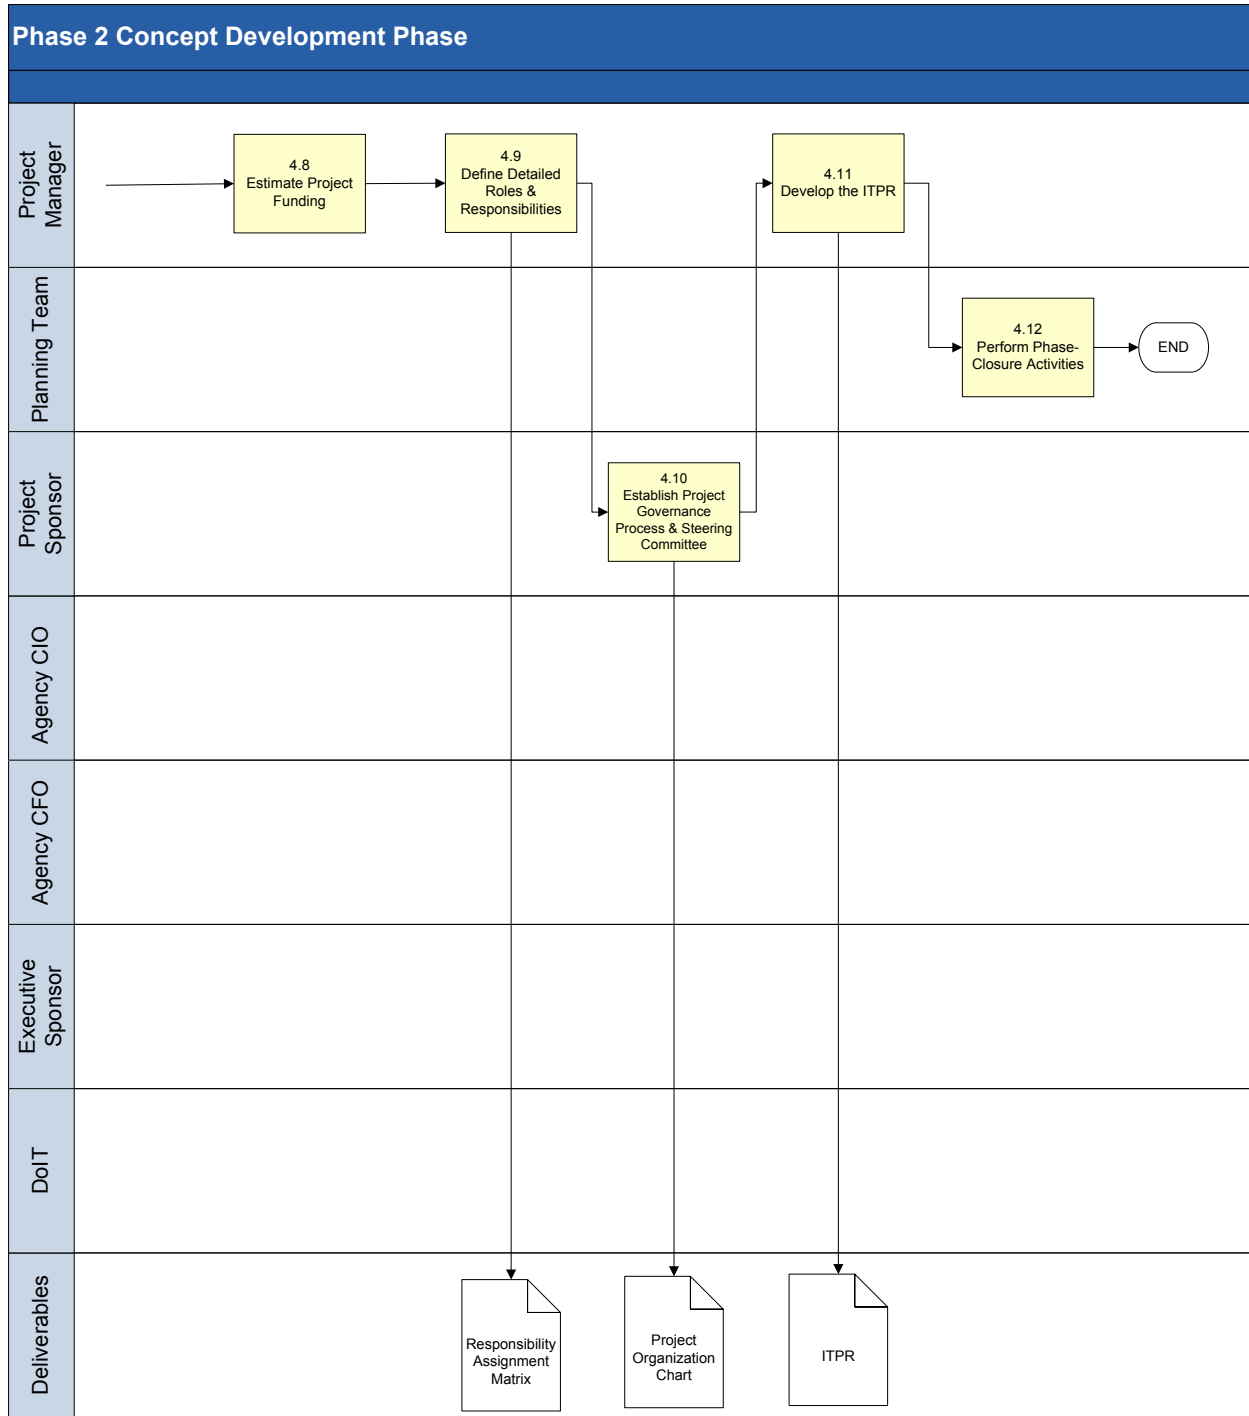 Phase 2 Concept Development Phase
Project
Manager
4.8
Estimate Project
Funding
4.9
Define Detailed
Roles &
Responsibilities
4.11
Develop the ITPR
Planning Team
4.12
Perform Phase-
Closure Activities
END
Project
Sponsor
4.10
Establish Project
Governance
Process & Steering
Committee
Agency CIO
Agency CFO
Executive
Sponsor
DoIT
Deliverables
Responsibility
Assignment
Matrix
Project
Organization
Chart
ITPR